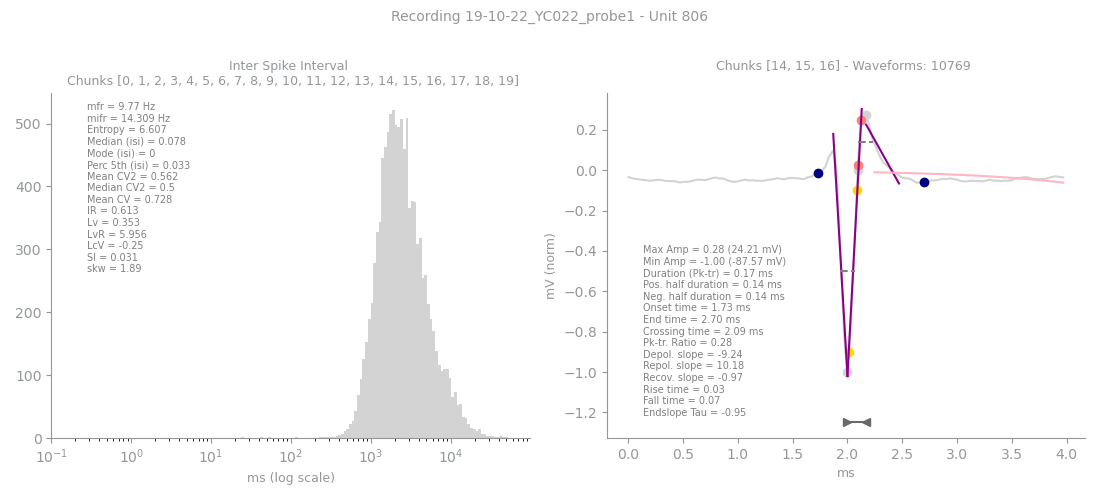 Recording 19-10-22_YC022_probe1 - Unit 806
Inter Spike Interval
Chunks [0, 1, 2, 3, 4, 5, 6, 7, 8, 9, 10, 11, 12, 13, 14, 15, 16, 17, 18, 19]
mfr = 9.77 Hz
mifr = 14.309 Hz
Entropy = 6.607
Median (isi) = 0.078
Mode (isi) = 0
Perc 5th (isi) = 0.033
Mean CV2 = 0.562
Median CV2 = 0.5
Mean CV = 0.728
IR = 0.613
Lv = 0.353
LvR = 5.956
LcV = -0.25
SI = 0.031
skw = 1.89
500
400
300
200
100
0
10⁻¹ 10⁰ 10¹ 10² 10³ 10⁴
ms (log scale)
Chunks [14, 15, 16] - Waveforms: 10769
mV (norm)
0.2
0.0
−0.2
−0.4
−0.6
−0.8
−1.0
−1.2
Max Amp = 0.28 (24.21 mV)
Min Amp = -1.00 (-87.57 mV)
Duration (Pk-tr) = 0.17 ms
Pos. half duration = 0.14 ms
Neg. half duration = 0.14 ms
Onset time = 1.73 ms
End time = 2.70 ms
Crossing time = 2.09 ms
Pk-tr. Ratio = 0.28
Depol. slope = -9.24
Repol. slope = 10.18
Recov. slope = -0.97
Rise time = 0.03
Fall time = 0.07
Endslope Tau = -0.95
0.0 0.5 1.0 1.5 2.0 2.5 3.0 3.5 4.0
ms